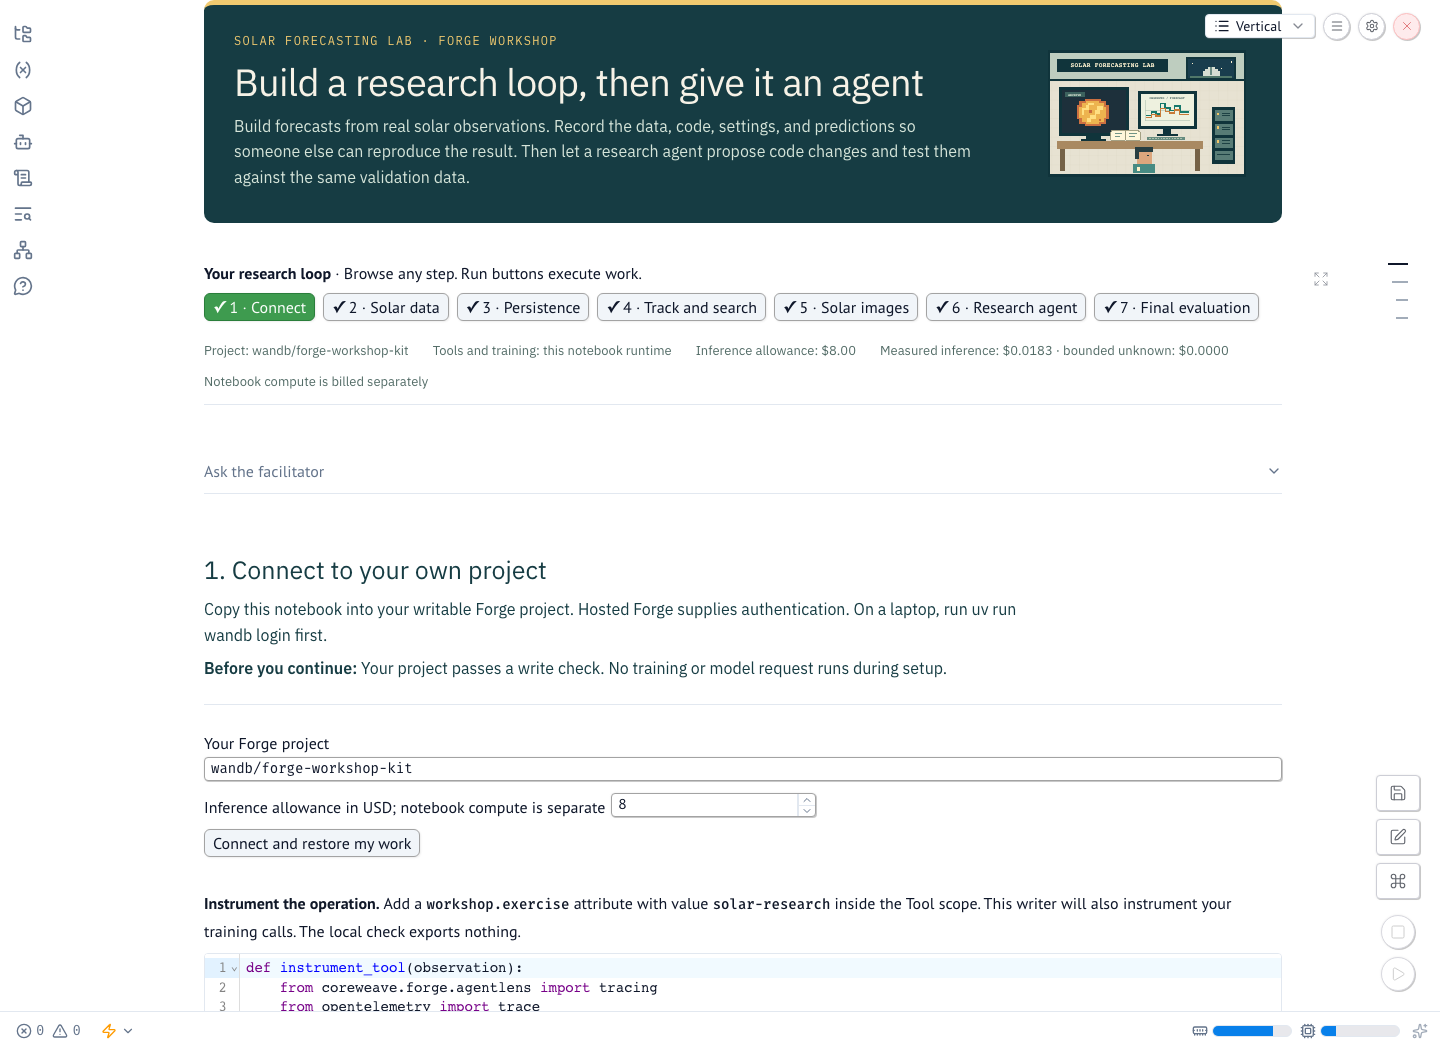 Vertical
SOLAR FORECASTING LAB · FORGE WORKSHOP
Build a research loop, then give it an agent
Build forecasts from real solar observations. Record the data, code, settings, and predictions so
someone else can reproduce the result. Then let a research agent propose code changes and test them
against the same validation data.
SOLAR FORECASTING LAB
Your research loop · Browse any step. Run buttons execute work.
✓ 1 · Connect
✓ 2 · Solar data
✓ 3 · Persistence
✓ 4 · Track and search
✓ 5 · Solar images
✓ 6 · Research agent
✓ 7 · Final evaluation
Project: wandb/forge-workshop-kit
Tools and training: this notebook runtime
Inference allowance: $8.00
Measured inference: $0.0183 · bounded unknown: $0.0000
Notebook compute is billed separately
Ask the facilitator
1. Connect to your own project
Copy this notebook into your writable Forge project. Hosted Forge supplies authentication. On a laptop, run uv run
wandb login first.
Before you continue: Your project passes a write check. No training or model request runs during setup.
Your Forge project
wandb/forge-workshop-kit
Inference allowance in USD; notebook compute is separate 8
Connect and restore my work
Instrument the operation. Add a workshop.exercise attribute with value solar-research inside the Tool scope. This writer will also instrument your
training calls. The local check exports nothing.
1 def instrument_tool(observation):
2 from coreweave.forge.agentlens import tracing
3 from opentelemetry import trace
0 0